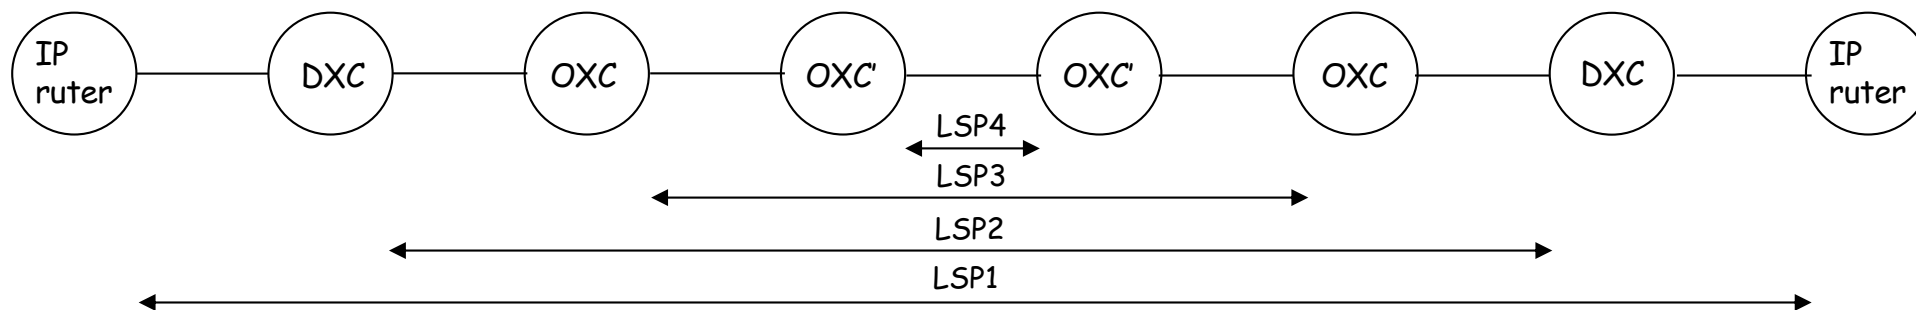 IP
ruter
DXC
OXC
OXC'
OXC'
OXC
DXC
IP
ruter
LSP4
LSP3
LSP2
LSP1